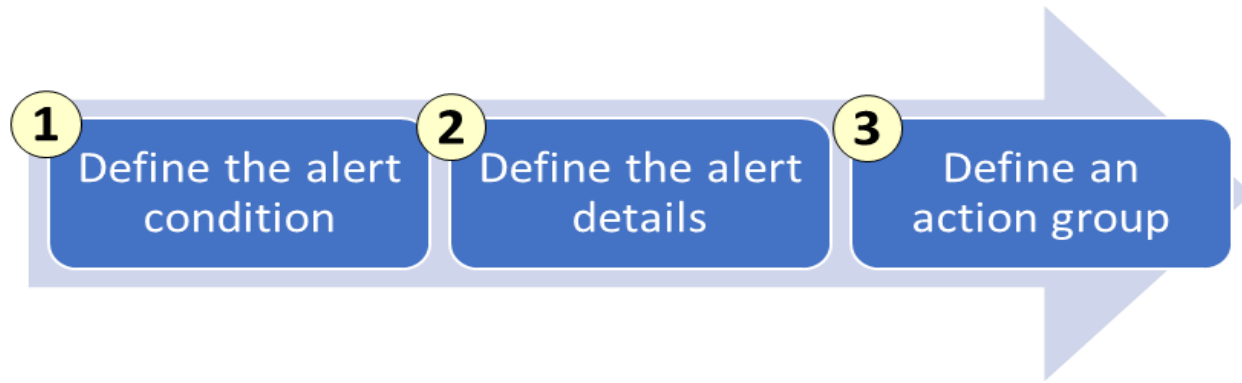 1
Define the alert
condition
2
Define the alert
details
3
Define an
action group